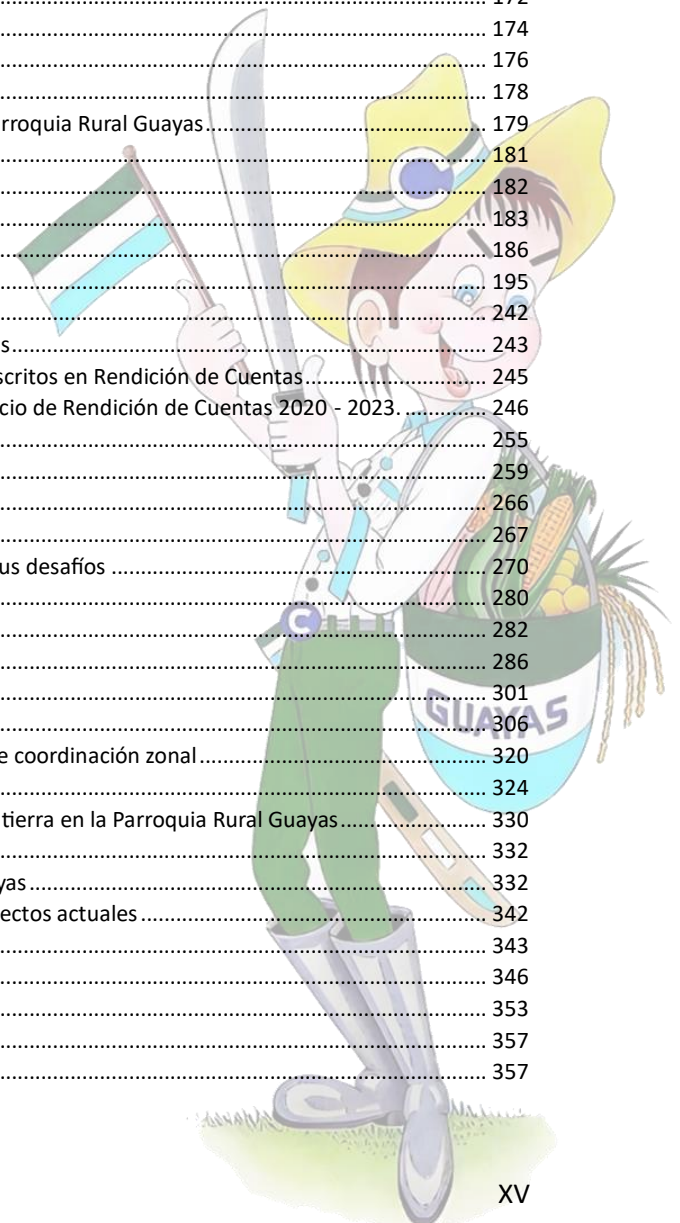 172
........ 174
........ 176
........ 178
arroquia Rural Guayas........ 179
........ 181
........ 182
........ 183
........ 186
........ 195
........ 242
s........ 243
scritos en Rendición de Cuentas........ 245
cio de Rendición de Cuentas 2020 - 2023. ........ 246
........ 255
........ 259
........ 266
........ 267
us desafíos ........ 270
........ 280
C
........ 282
........ 286
........ 301
GUAYAS
........ 306
e coordinación zonal ........ 320
........ 324
tierra en la Parroquia Rural Guayas........ 330
........ 332
yas ........ 332
ectos actuales ........ 342
........ 343
........ 346
........ 353
........ 357
........ 357
XV